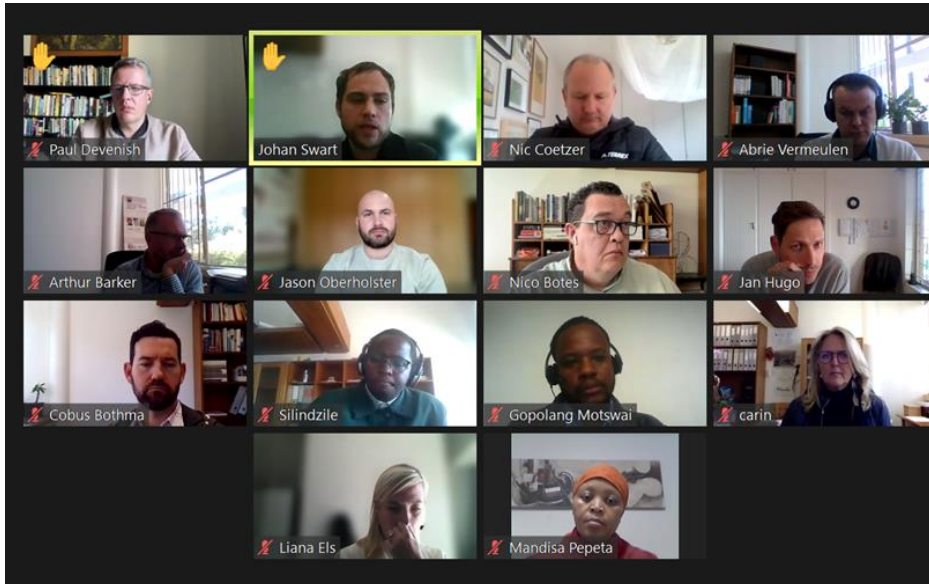 Paul Devenish
Johan Swart
Nic Coetzer
Abrie Vermeulen
Arthur Barker
Jason Oberholster
Nico Botes
Jan Hugo
Cobus Bothma
Silindzile
Gopolang Motswai
carin
Liana Els
Mandisa Pepeta